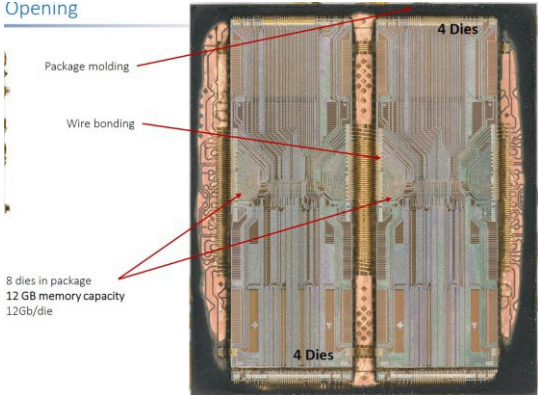 Opening
4 Dies
Package molding
Wire bonding
8 dies in package
12 GB memory capacity
12Gb/die
4 Dies